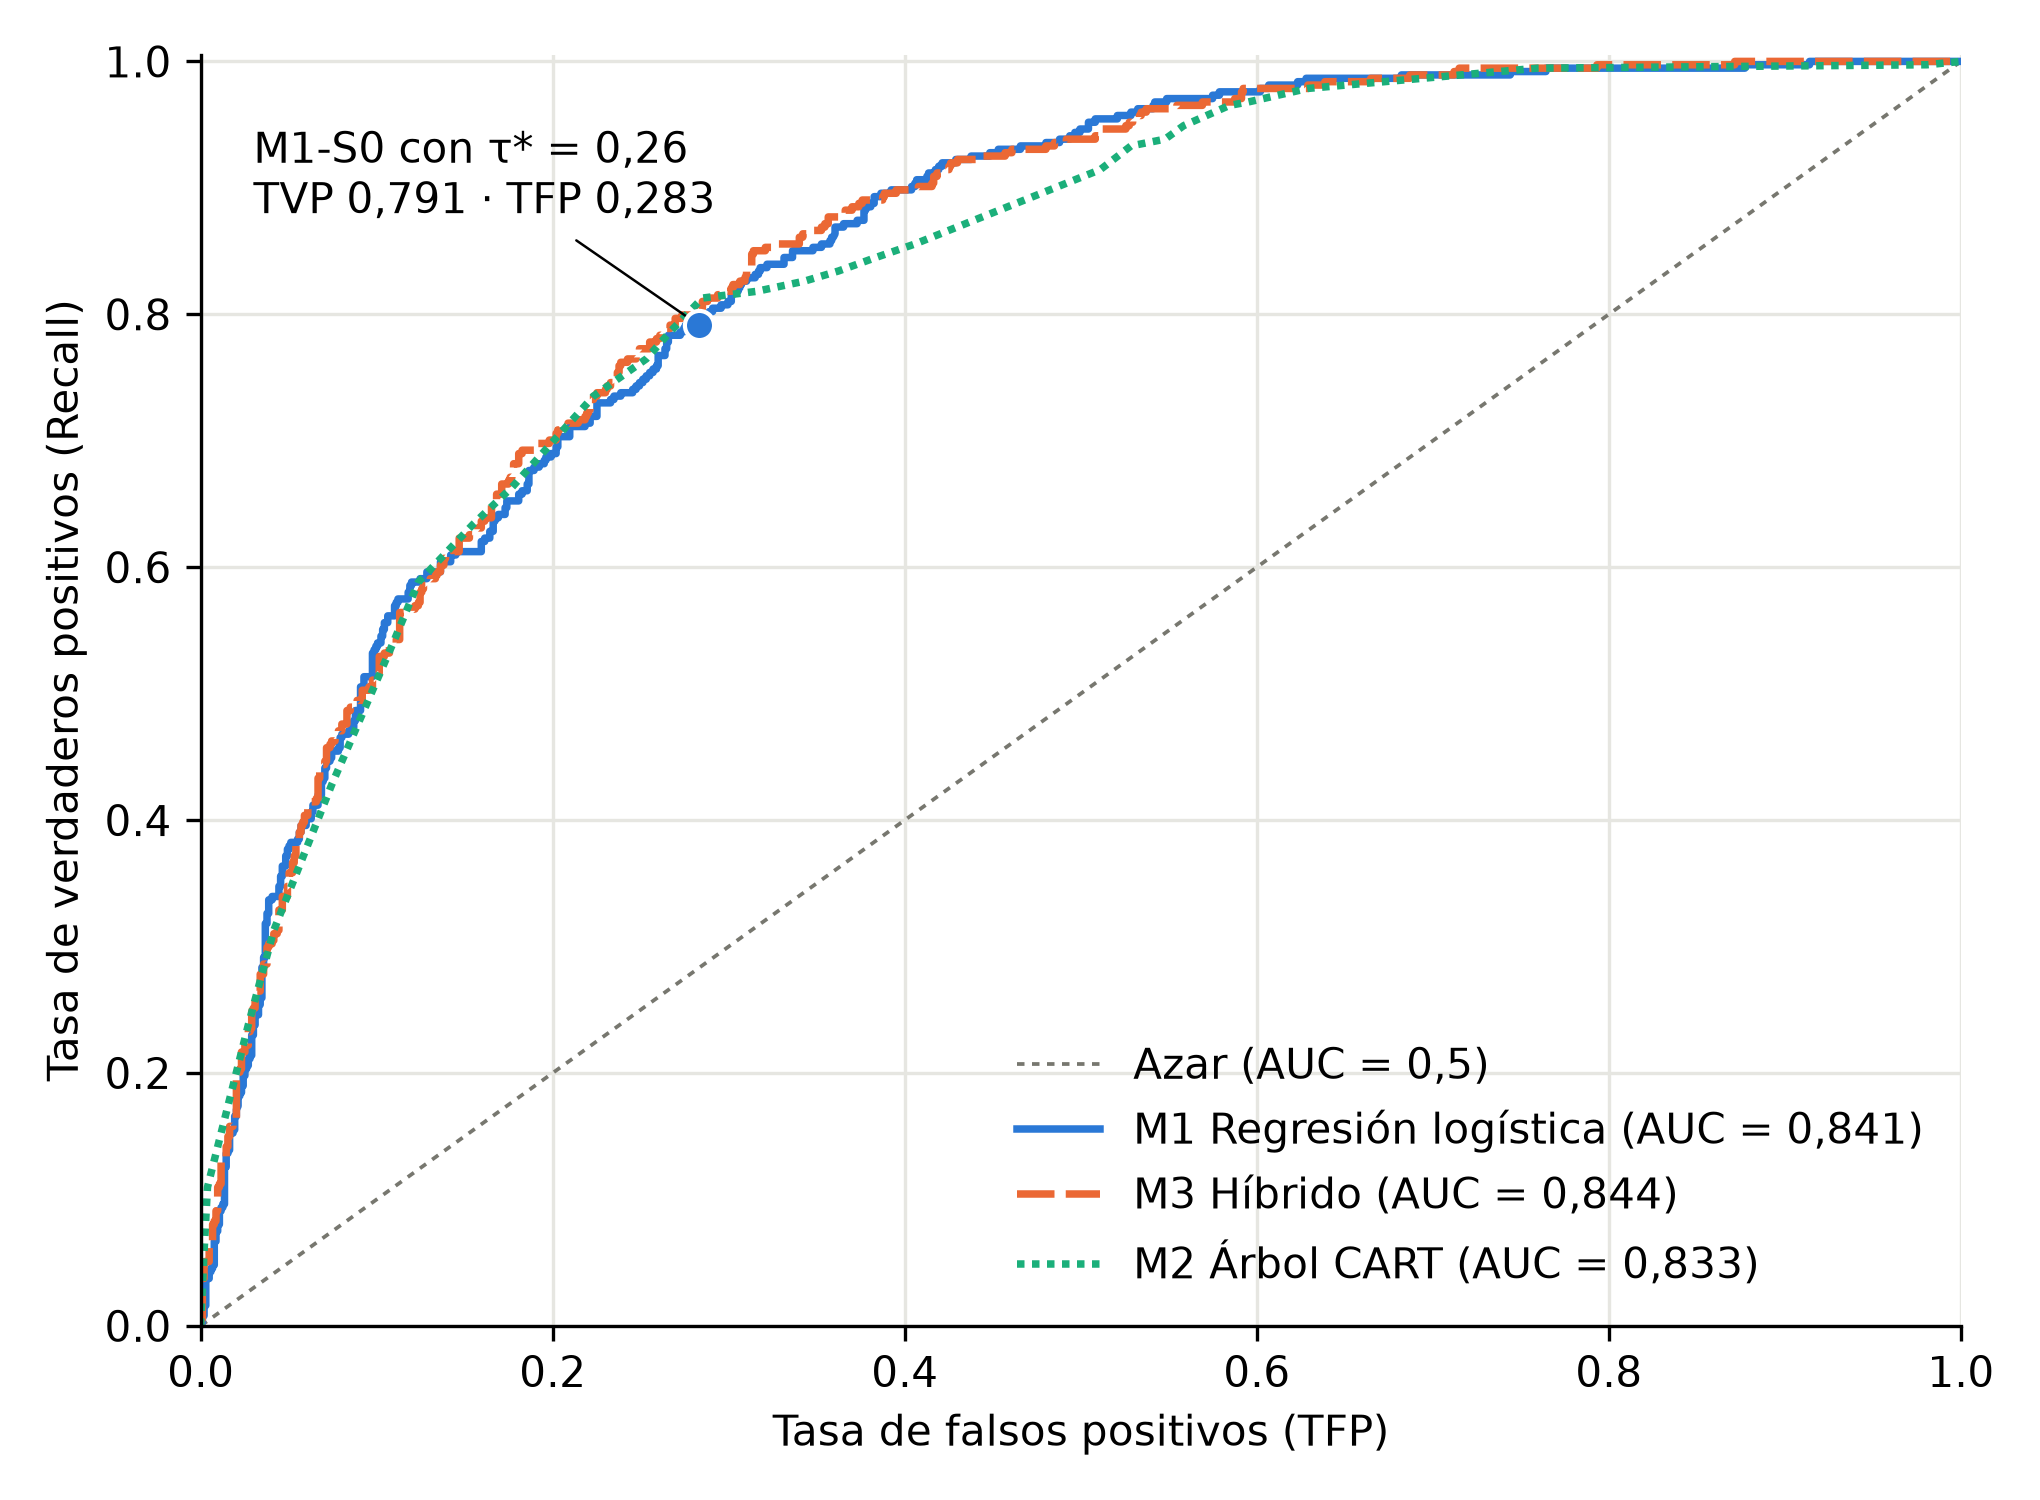 M1-S0 con τ* = 0,26
TVP 0,791 · TFP 0,283
Tasa de verdaderos positivos (Recall)
1.0
0.8
0.6
0.4
0.2
0.0
Azar (AUC = 0,5)
M1 Regresión logística (AUC = 0,841)
M3 Híbrido (AUC = 0,844)
M2 Árbol CART (AUC = 0,833)
0.0 0.2 0.4 0.6 0.8 1.0
Tasa de falsos positivos (TFP)